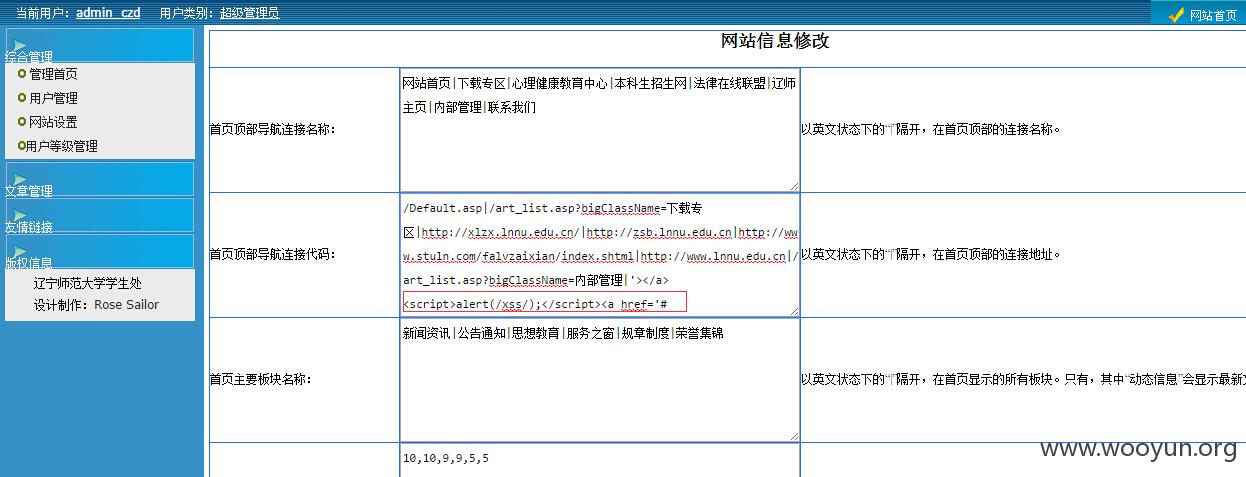 当前用户: admin_czd 用户类别: 超级管理员
网站首页
综合管理
管理首页
用户管理
网站设置
用户等级管理
文章管理
友情链接
版权信息
辽宁师范大学学生处
设计制作: Rose Sailor
网站信息修改
首页顶部导航连接名称:
网站首页|下载专区|心理健康教育中心|本科生招生网|法律在线联盟|辽师
主页|内部管理|联系我们
以英文状态下的“|”隔开，在首页顶部的连接名称。
首页顶部导航连接代码:
/Default.asp|/art_list.asp?bigClassName=下载专
区|http://xlzx.lnnu.edu.cn/|http://zsb.lnnu.edu.cn|http://ww
w.stuln.com/falvzaixian/index.shtml|http://www.lnnu.edu.cn|/
art_list.asp?bigClassName=内部管理|'></a>
<script>alert(/xss/);</script><a href='#
以英文状态下的“|”隔开，在首页顶部的连接地址。
首页主要板块名称:
新闻资讯|公告通知|思想教育|服务之窗|规章制度|荣誉集锦
以英文状态下的“|”隔开，在首页显示的所有板块。只有，其中“动态信息”会显示最新
10,10,9,9,5,5
www.wooyun.org